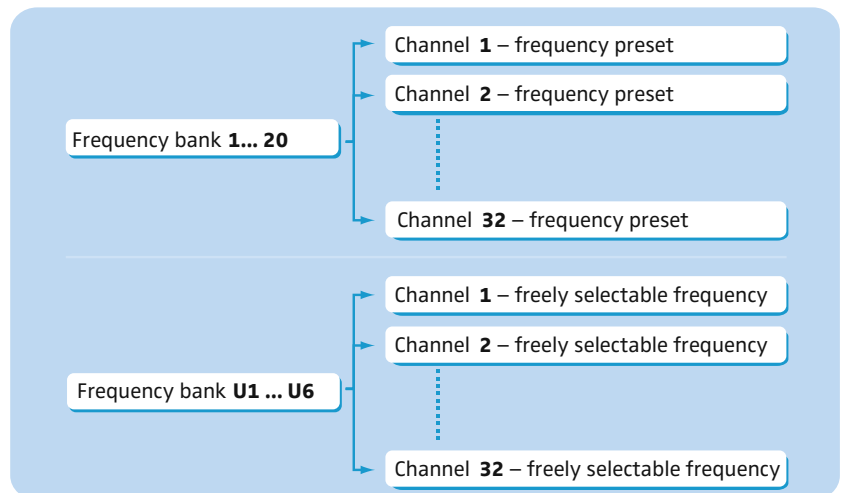 Channel 1 – frequency preset
Channel 2 – frequency preset
Frequency bank 1... 20
Channel 32 – frequency preset
Channel 1 – freely selectable frequency
Channel 2 – freely selectable frequency
Frequency bank U1 ... U6
Channel 32 – freely selectable frequency